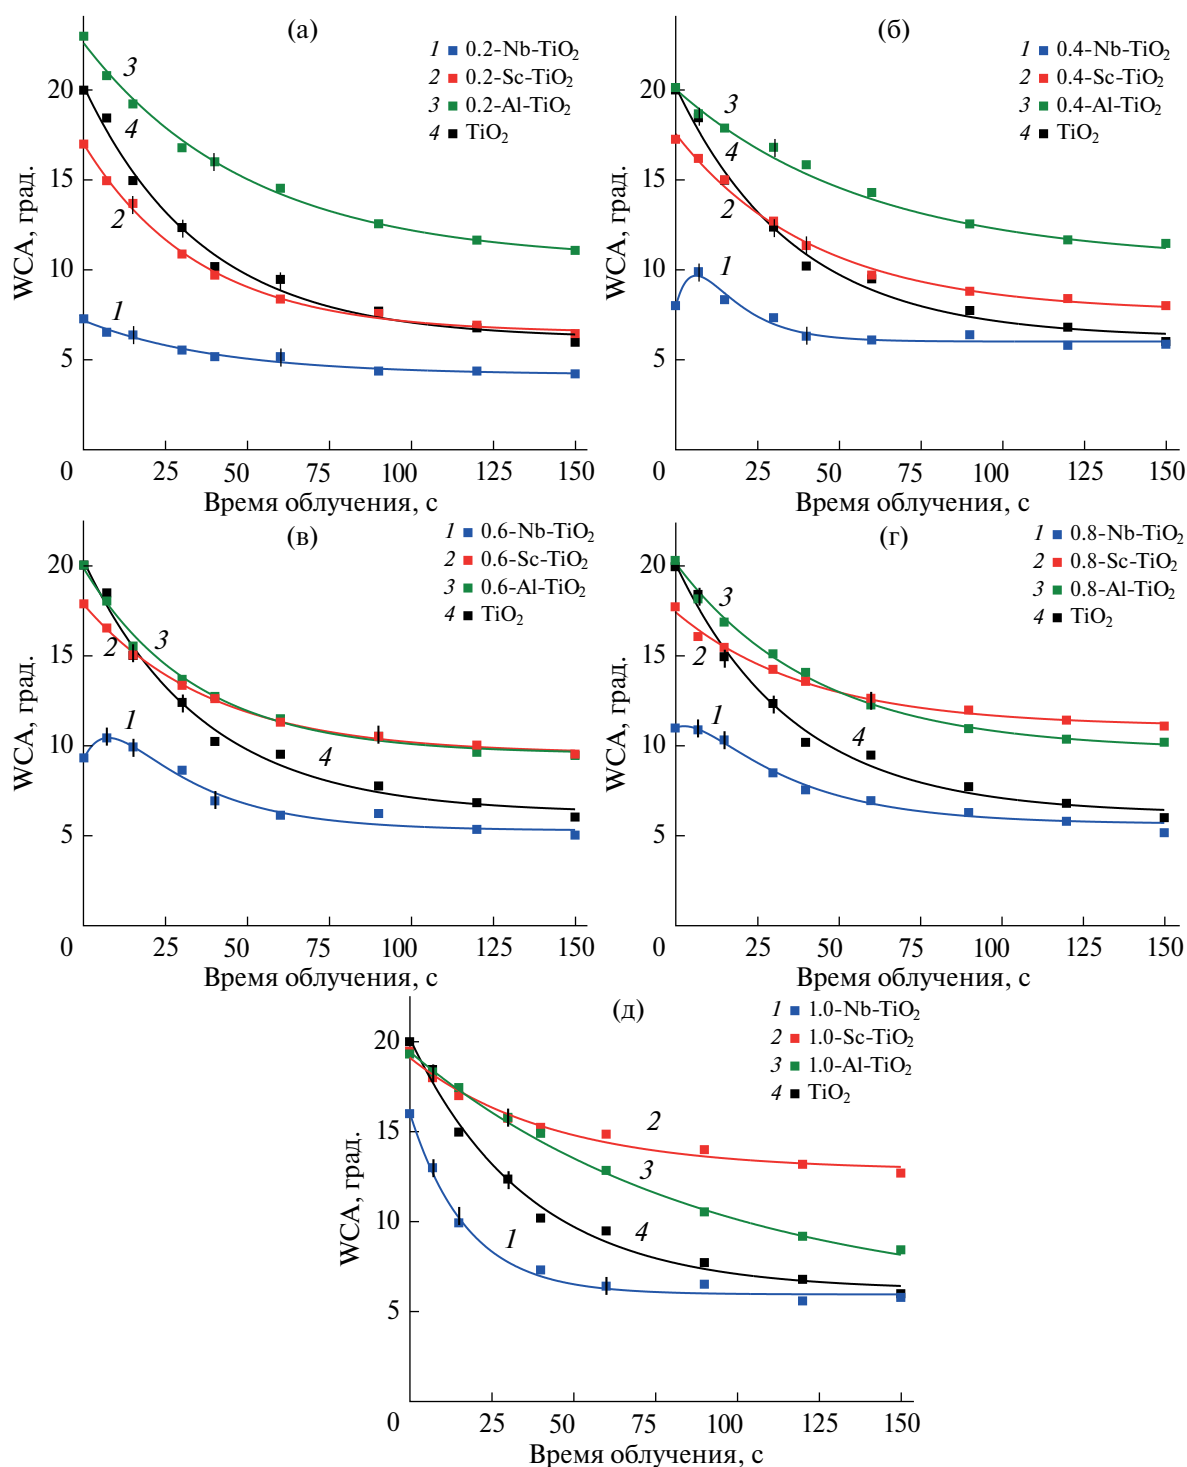 (а)
1 0.2-Nb-TiO₂
2 0.2-Sc-TiO₂
3 0.2-Al-TiO₂
4 TiO₂
WCA, град.
20
15
10
5
3
4
2
1
0 25 50 75 100 125 150
Время облучения, с
(б)
1 0.4-Nb-TiO₂
2 0.4-Sc-TiO₂
3 0.4-Al-TiO₂
4 TiO₂
WCA, град.
20
15
10
5
3
4
2
1
0 25 50 75 100 125 150
Время облучения, с
(в)
1 0.6-Nb-TiO₂
2 0.6-Sc-TiO₂
3 0.6-Al-TiO₂
4 TiO₂
WCA, град.
20
15
10
5
2 3
1
4
0 25 50 75 100 125 150
Время облучения, с
(г)
1 0.8-Nb-TiO₂
2 0.8-Sc-TiO₂
3 0.8-Al-TiO₂
4 TiO₂
WCA, град.
20
15
10
5
3
2
1
4
0 25 50 75 100 125 150
Время облучения, с
(д)
1 1.0-Nb-TiO₂
2 1.0-Sc-TiO₂
3 1.0-Al-TiO₂
4 TiO₂
WCA, град.
20
15
10
5
2
3
4
1
0 25 50 75 100 125 150
Время облучения, с